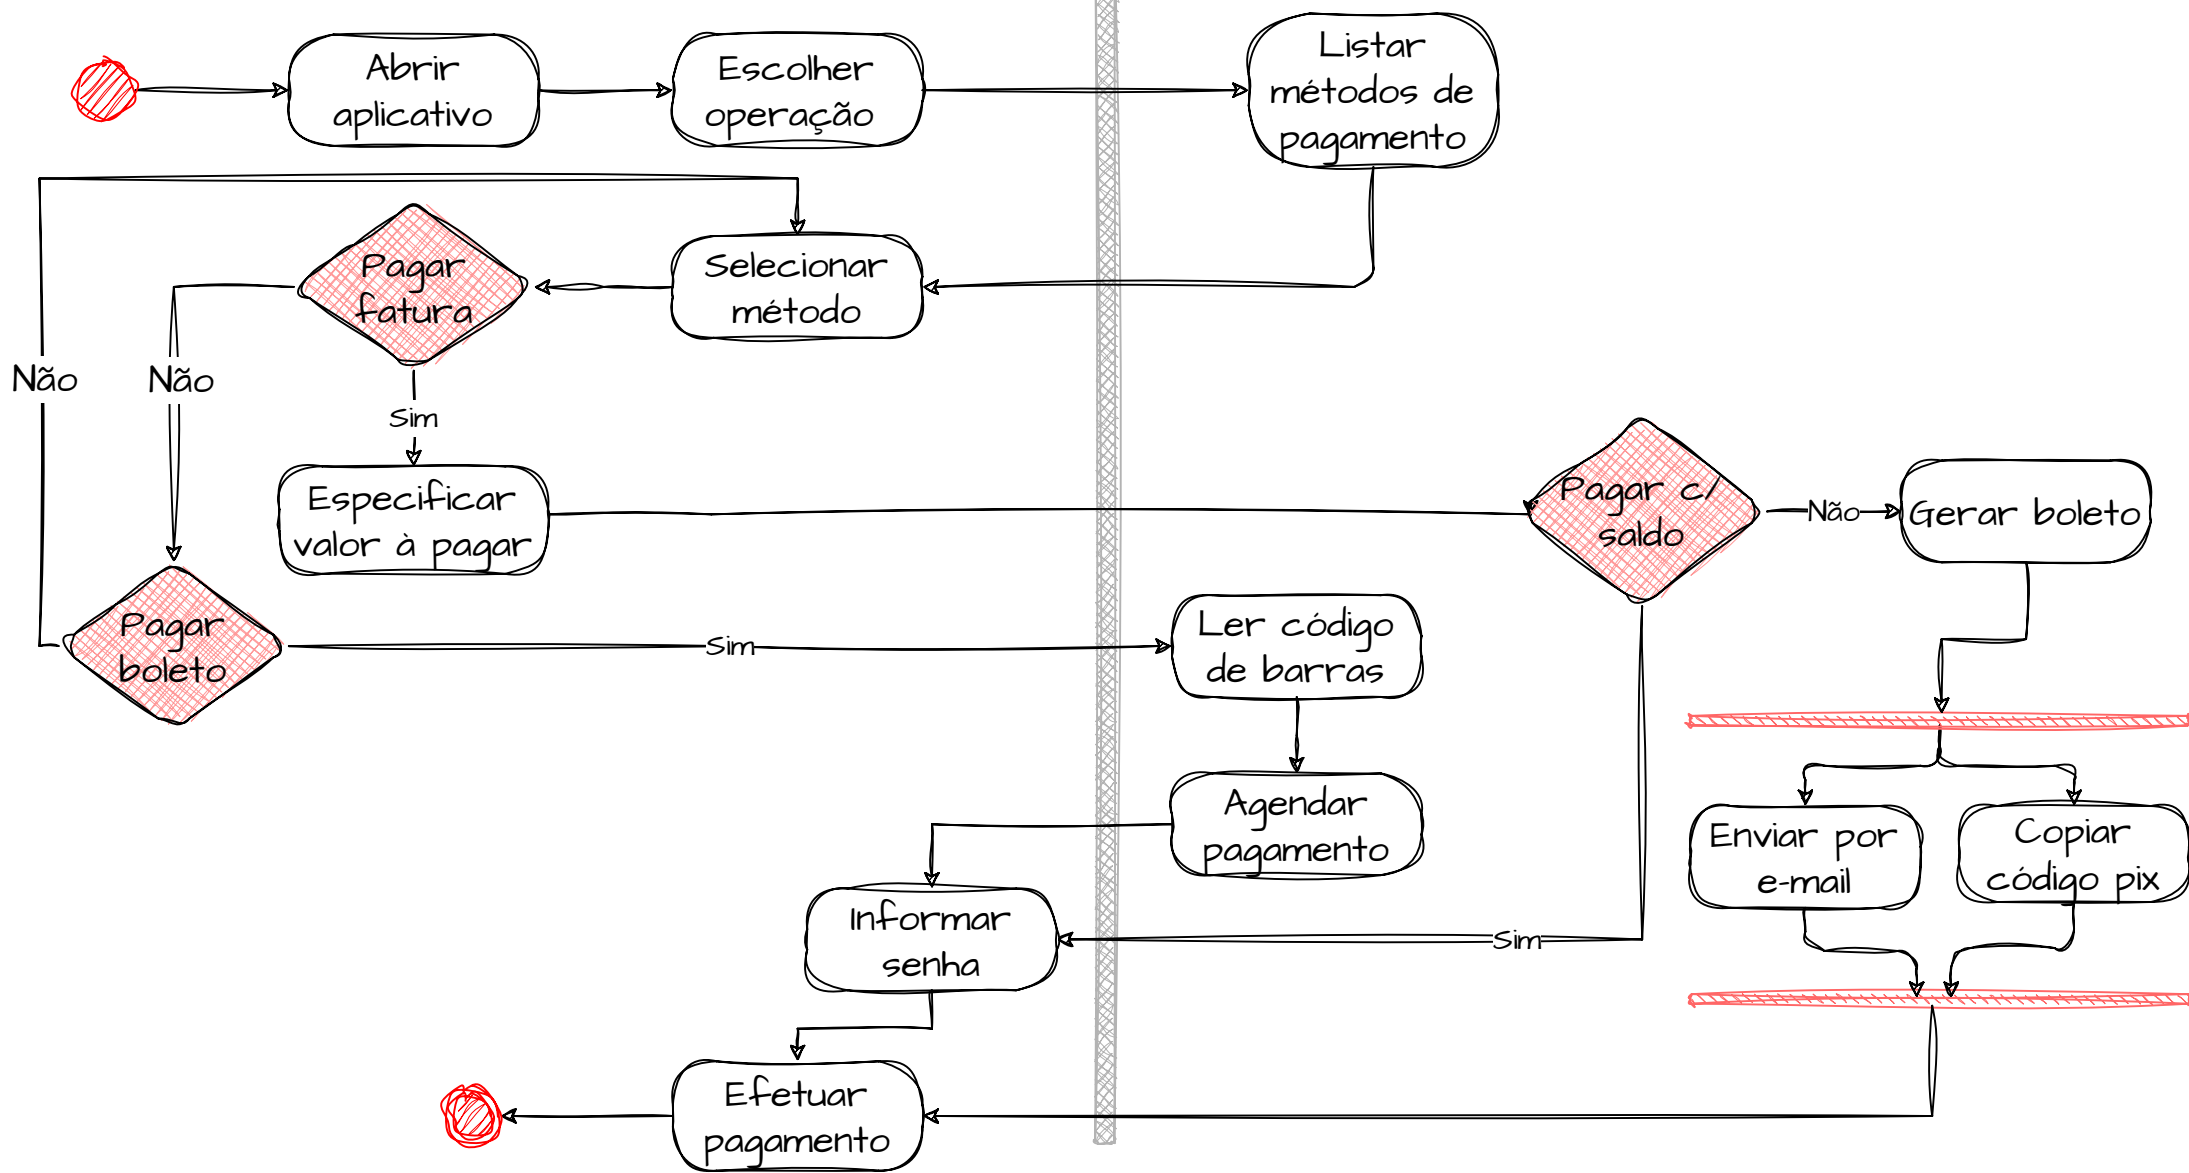 Abrir
aplicativo
Escolher
operação
Listar
métodos de
pagamento
Pagar
fatura
Selecionar
método
Não
Não
Sim
Especificar
valor à pagar
Pagar c/
saldo
Não
Gerar boleto
Pagar
boleto
Sim
Ler código
de barras
Agendar
pagamento
Enviar por
e-mail
Copiar
código pix
Informar
senha
Sim
Efetuar
pagamento